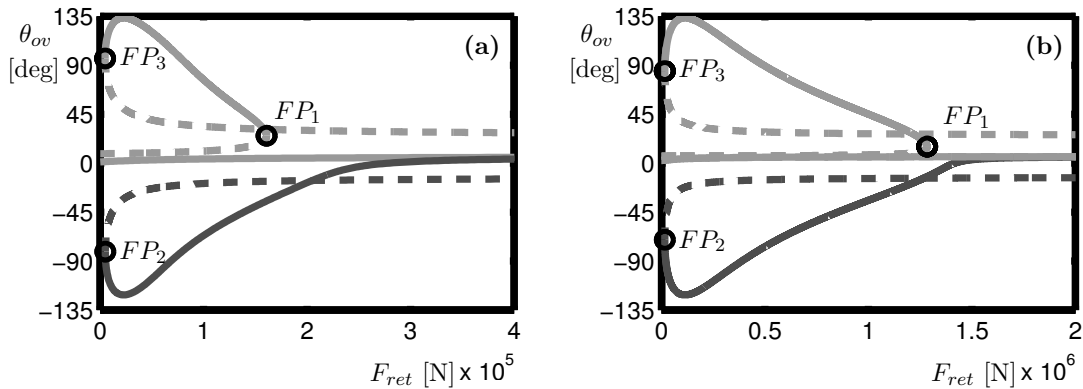 135
θ_ov
(a)
90
FP_3
[deg]
45
FP_1
0
−45
FP_2
−90
−135
0 1 2 3 4
F_ret [N] x 10^5
135
θ_ov
(b)
90
FP_3
[deg]
45
FP_1
0
−45
FP_2
−90
−135
0 0.5 1 1.5 2
F_ret [N] x 10^6